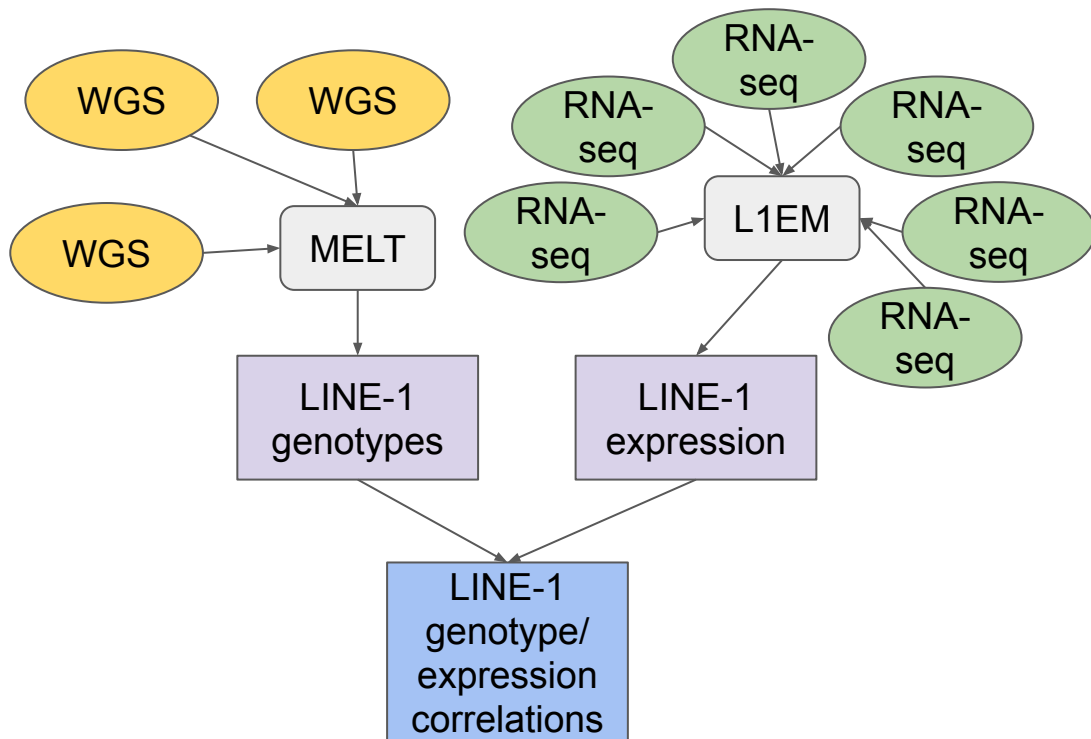 WGS
WGS
WGS
MELT
LINE-1
genotypes
RNA-
seq
RNA-
seq
RNA-
seq
RNA-
seq
RNA-
seq
RNA-
seq
L1EM
LINE-1
expression
LINE-1
genotype/
expression
correlations